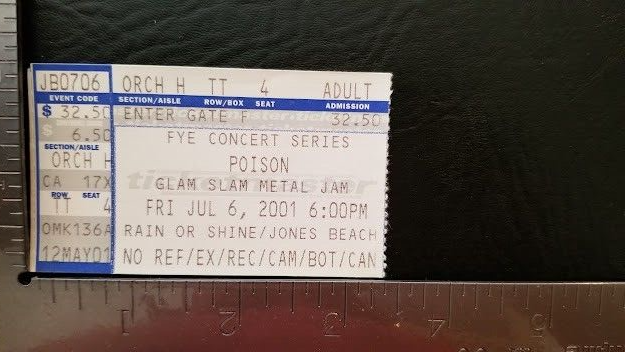 JB0706 ORCH H TT 4 ADULT
EVENT CODE SECTION/AISLE ROW/BOX SEAT ADMISSION
$ 32.50 ENTER GATE F 32.50
$ 6.50 FYE CONCERT SERIES
SECTION/AISLE
ORCH H POISON
CA 17X GLAM SLAM METAL JAM
ROW SEAT
TT 4 FRI JUL 6, 2001 6:00PM
OMK136A RAIN OR SHINE/JONES BEACH
12MAY01 NO REF/EX/REC/CAM/BOT/CAN
ticketmaster
1 2 3 4 5